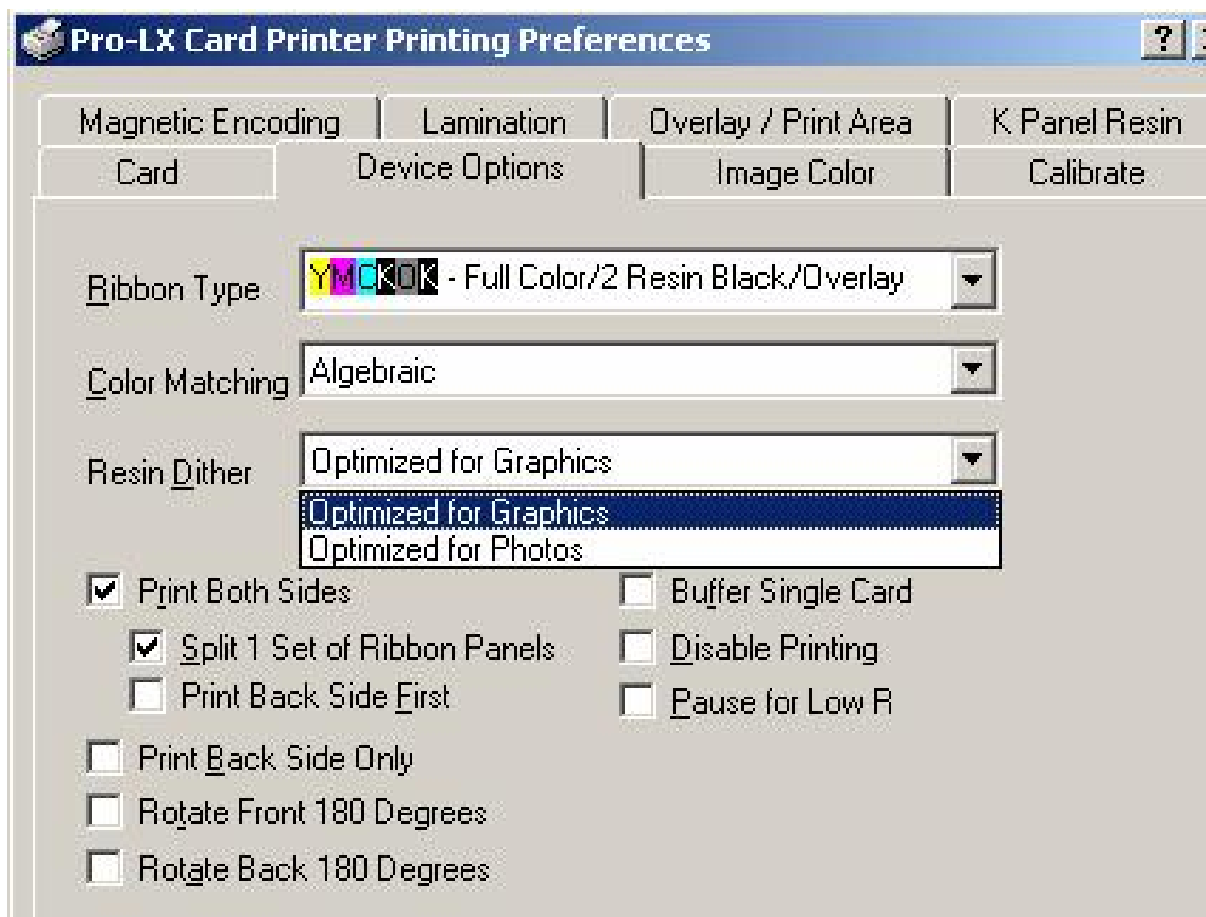 Pro-LX Card Printer Printing Preferences
?
Magnetic Encoding
Lamination
Overlay / Print Area
K Panel Resin
Card
Device Options
Image Color
Calibrate
Ribbon Type
YMCKOK - Full Color/2 Resin Black/Overlay
Color Matching
Algebraic
Resin Dither
Optimized for Graphics
Optimized for Graphics
Optimized for Photos
Print Both Sides
Buffer Single Card
Split 1 Set of Ribbon Panels
Disable Printing
Print Back Side First
Pause for Low R
Print Back Side Only
Rotate Front 180 Degrees
Rotate Back 180 Degrees